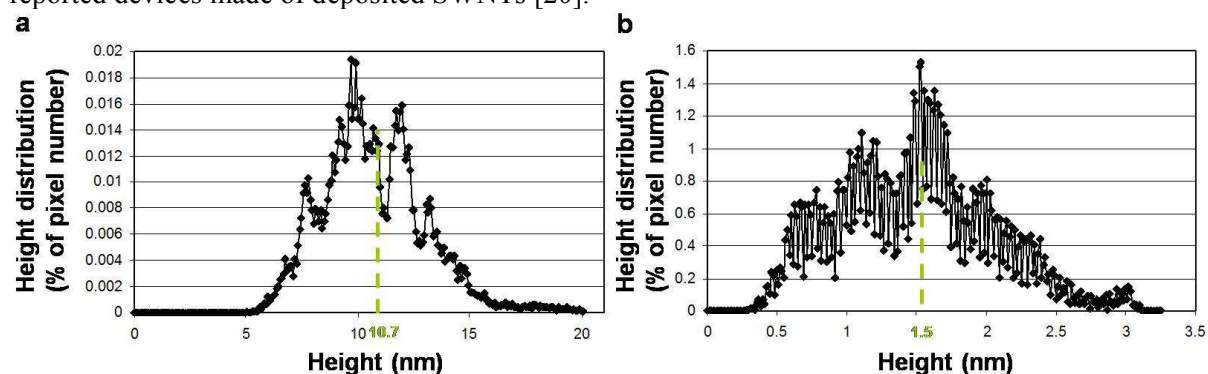 reported devices made of deposited SWNTs [20].
a
Height distribution
(% of pixel number)
0.02
0.018
0.016
0.014
0.012
0.01
0.008
0.006
0.004
0.002
0
0 5 10 10.7 15 20
Height (nm)
b
Height distribution
(% of pixel number)
1.6
1.4
1.2
1
0.8
0.6
0.4
0.2
0
0 0.5 1 1.5 2 2.5 3 3.5
Height (nm)